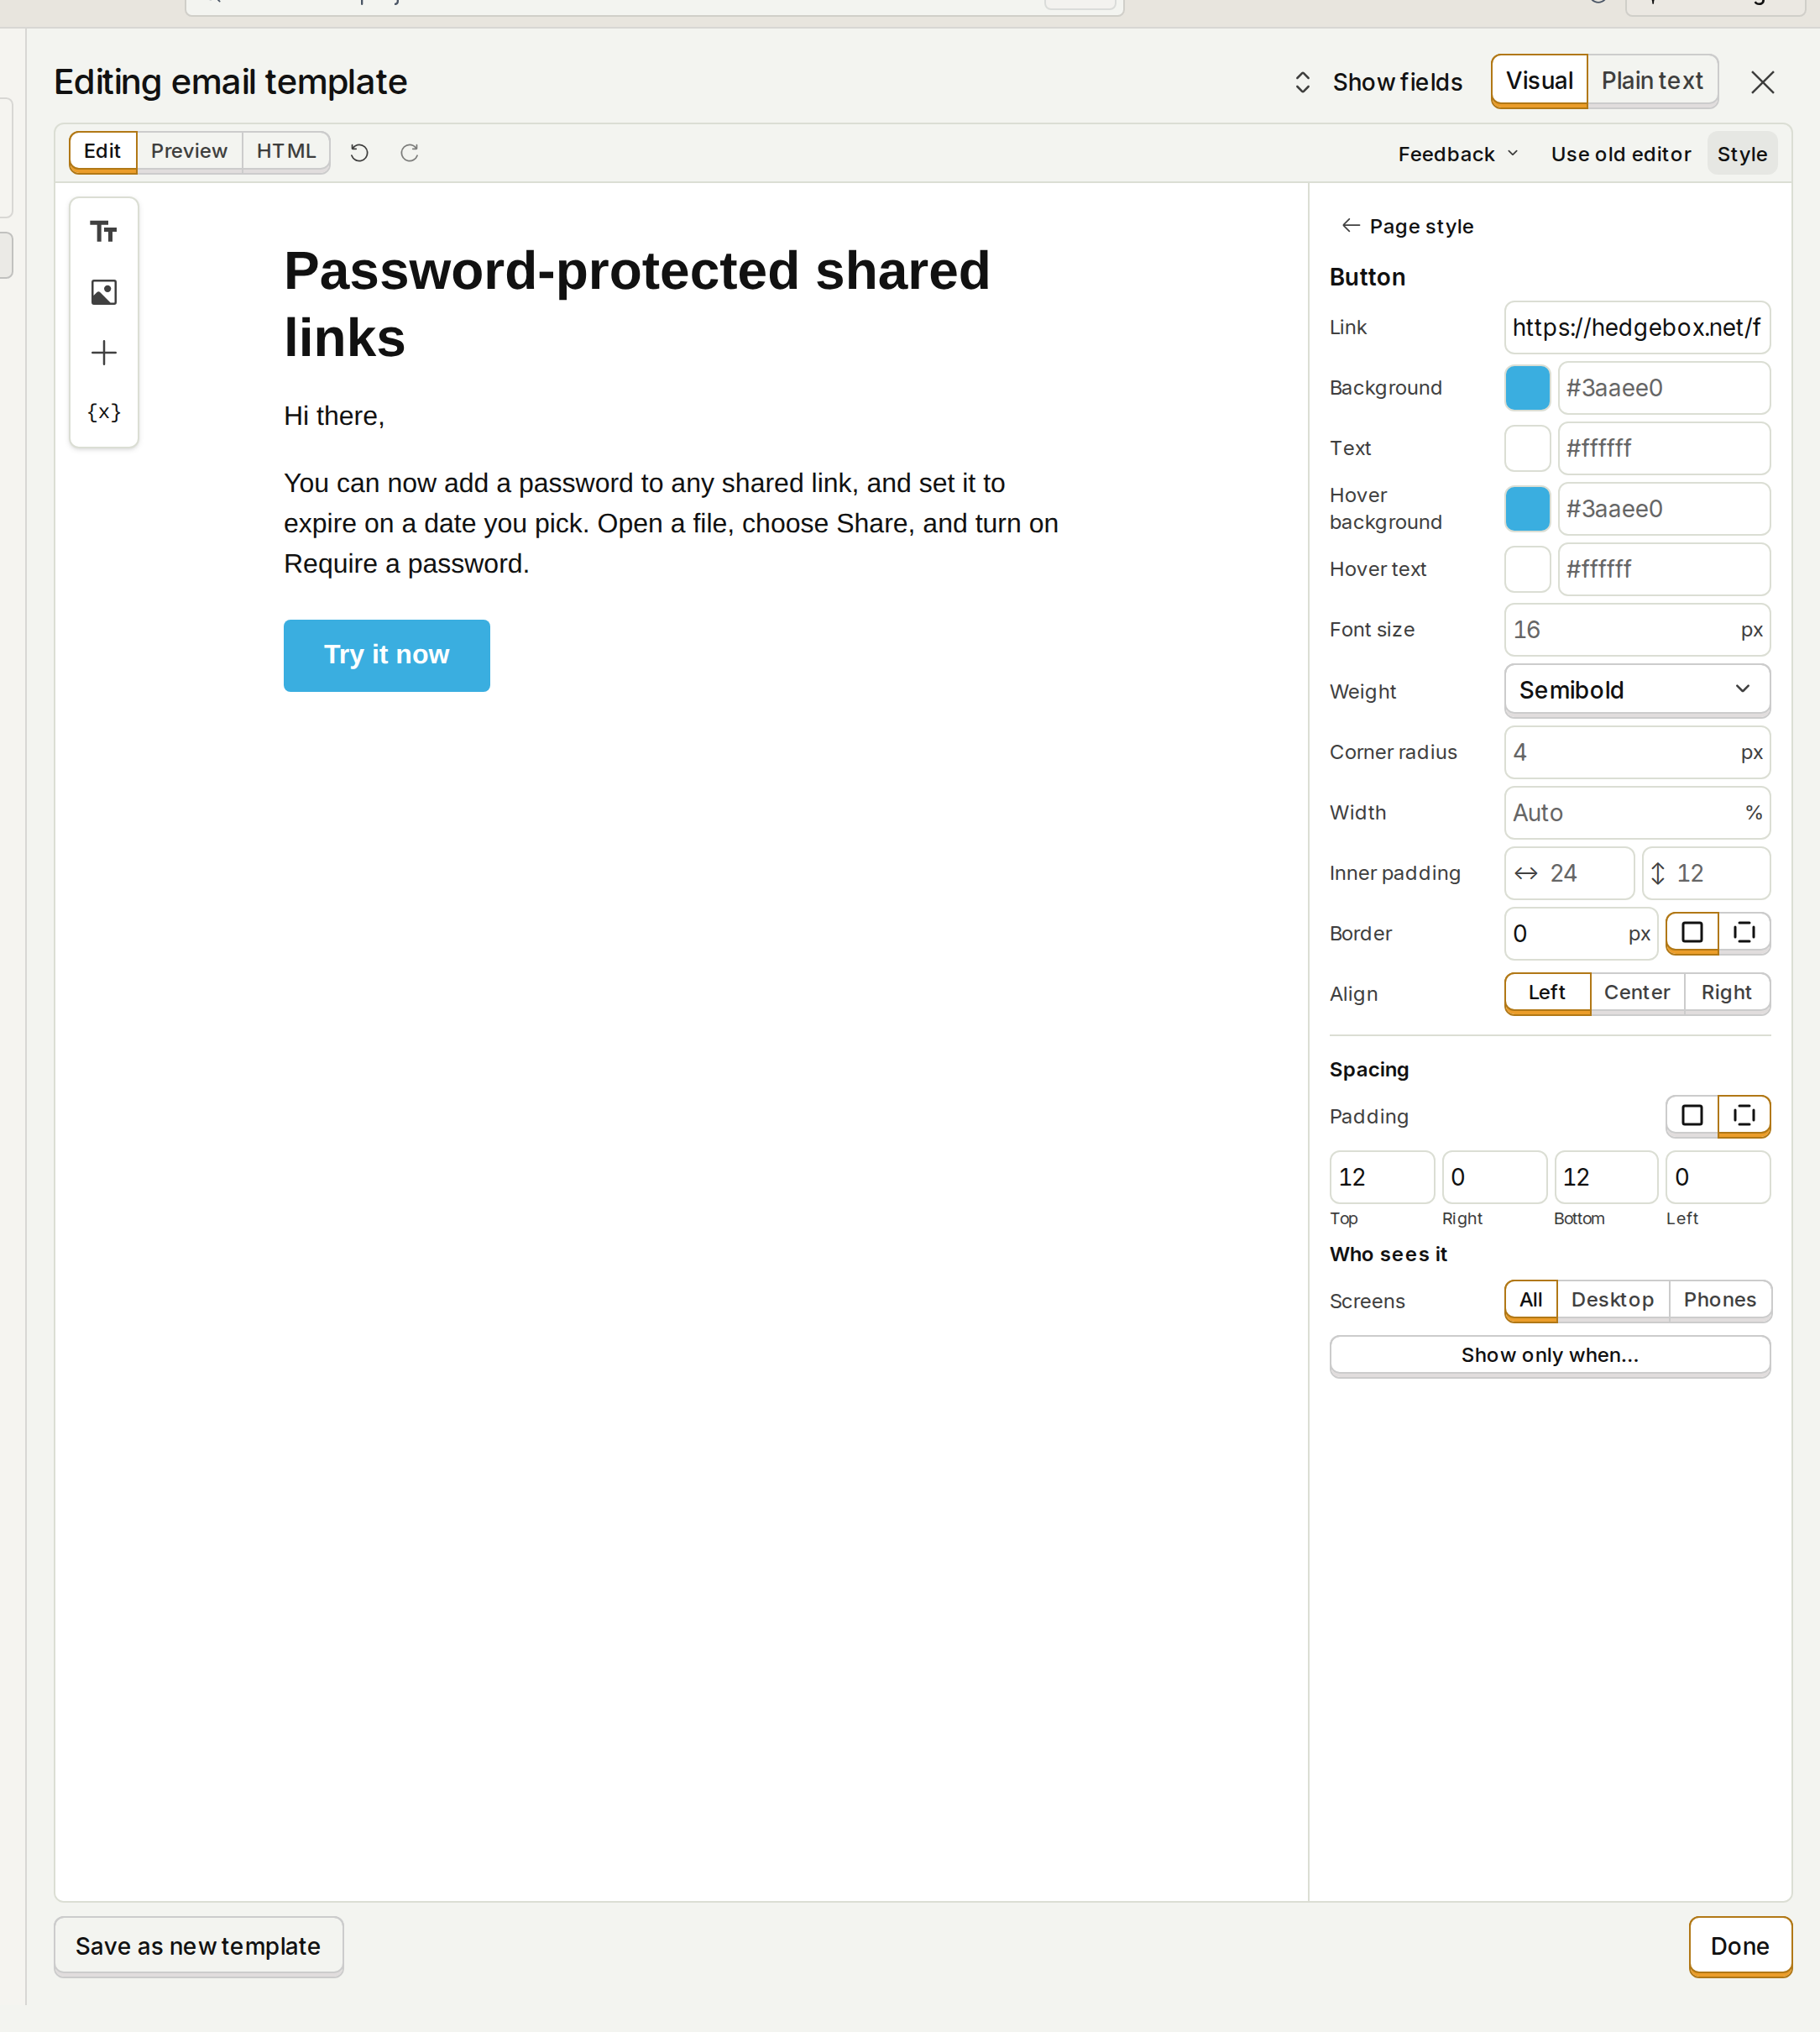 Editing email template
Show fields
Visual
Plain text
Edit
Preview
HTML
Feedback
Use old editor
Style
{x}
Password-protected shared
links
Hi there,
You can now add a password to any shared link, and set it to
expire on a date you pick. Open a file, choose Share, and turn on
Require a password.
Try it now
Page style
Button
Link
https://hedgebox.net/f
Background
#3aaee0
Text
#ffffff
Hover
background
#3aaee0
Hover text
#ffffff
Font size
16
px
Weight
Semibold
Corner radius
4
px
Width
Auto
%
Inner padding
24
12
Border
0
px
Align
Left
Center
Right
Spacing
Padding
12
0
12
0
Top
Right
Bottom
Left
Who sees it
Screens
All
Desktop
Phones
Show only when...
Save as new template
Done